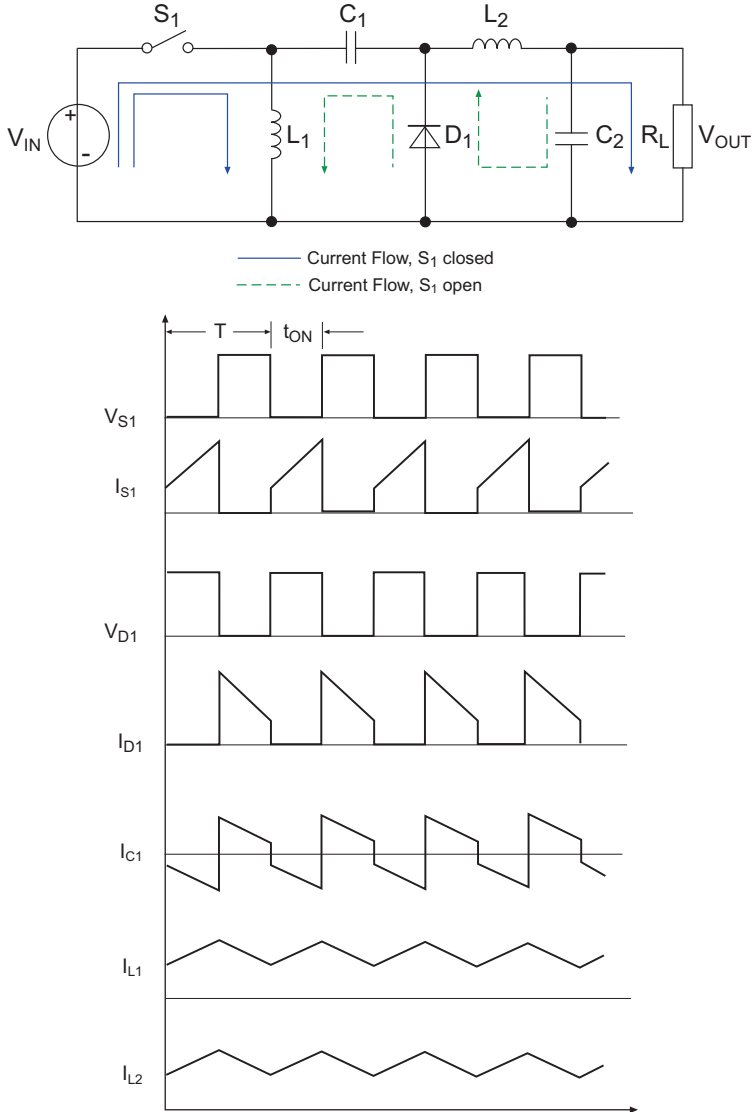 S1 C1 L2
+
VIN L1 D1 C2 RL VOUT
-
Current Flow, S1 closed
Current Flow, S1 open
T tON
VS1
IS1
VD1
ID1
IC1
IL1
IL2